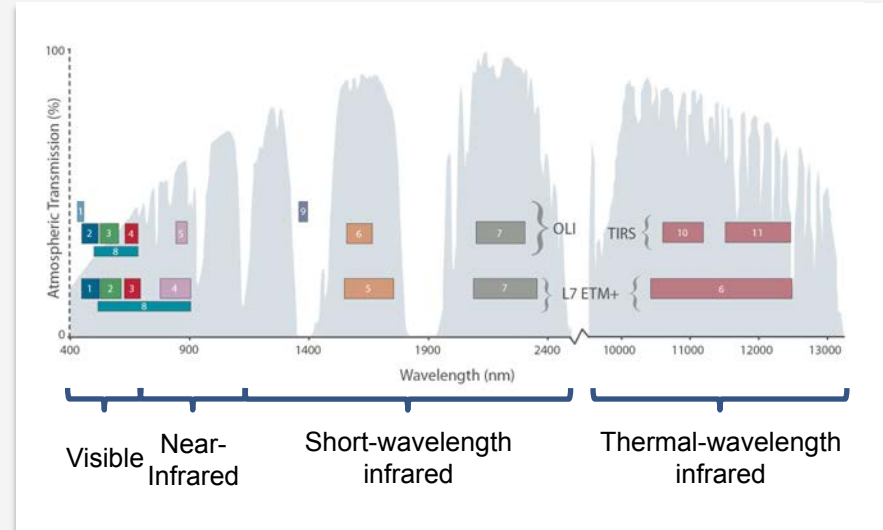 100
Atmospheric Transmission (%)
0
1
9
2 3 4 5 6 7 OLI TIRS 10 11
8
1 2 3 4 5 7 L7 ETM+ 6
8
400 900 1400 1900 2400 10000 11000 12000 13000
Wavelength (nm)
Visible
Near-
Infrared
Short-wavelength
infrared
Thermal-wavelength
infrared